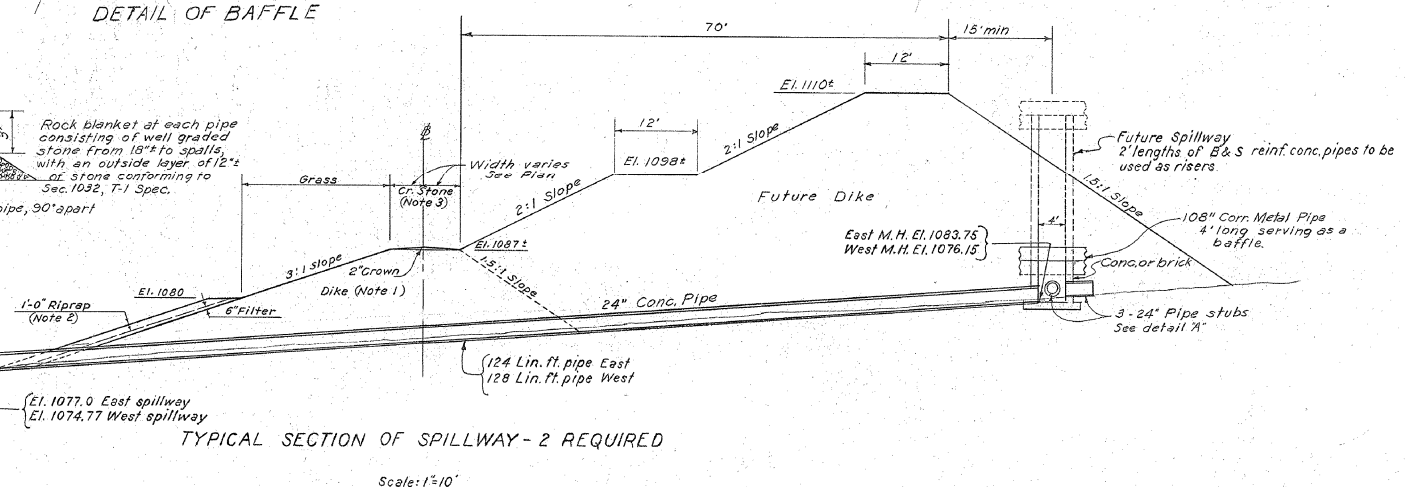 DETAIL OF BAFFLE
70'
15' min
12'
El. 1110±
Rock blanket at each pipe
consisting of well graded
stone from 18"± to spalls,
with an outside layer of 12"±
of stone conforming to
Sec. 1032, T-1 Spec.
pipe, 90° apart
12'
El. 1098±
2:1 Slope
Future Spillway
2' lengths of B & S reinf. conc. pipes to be
used as risers.
Width varies
See Plan
Grass
Cr. Stone
(Note 3)
2:1 Slope
Future Dike
1.5:1 Slope
4'
108" Corr. Metal Pipe
4' long serving as a
baffle.
East M.H. El. 1083.75
West M.H. El. 1076.15
El. 1087±
Conc. or brick
3:1 Slope
2" Crown
1.5:1 Slope
Dike (Note 1)
El. 1080
6" Filter
1'-0" Riprap
(Note 2)
24" Conc. Pipe
3 - 24" Pipe stubs
See detail "A"
124 Lin. ft. pipe East
128 Lin. ft. pipe West
El. 1077.0 East spillway
El. 1074.77 West spillway
TYPICAL SECTION OF SPILLWAY - 2 REQUIRED
Scale: 1"=10'